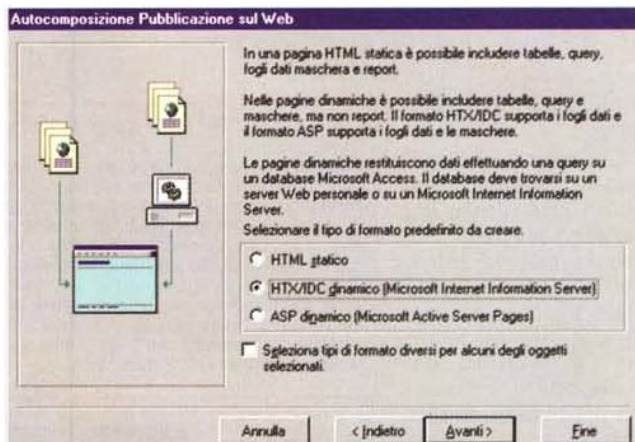 Autocomposizione Pubblicazione sul Web
In una pagina HTML statica è possibile includere tabelle, query,
fogli dati maschera e report.
Nelle pagine dinamiche è possibile includere tabelle, query e
maschere, ma non report. Il formato HTX/IDC supporta i fogli dati e
il formato ASP supporta i fogli dati e le maschere.
Le pagine dinamiche restituiscono dati effettuando una query su
un database Microsoft Access. Il database deve trovarsi su un
server Web personale o su un Microsoft Internet Information
Server.
Selezionare il tipo di formato predefinito da creare.
HTML statico
HTX/IDC dinamico (Microsoft Internet Information Server)
ASP dinamico (Microsoft Active Server Pages)
Seleziona tipi di formato diversi per alcuni degli oggetti
selezionati.
Annulla
< Indietro
Avanti >
Fine